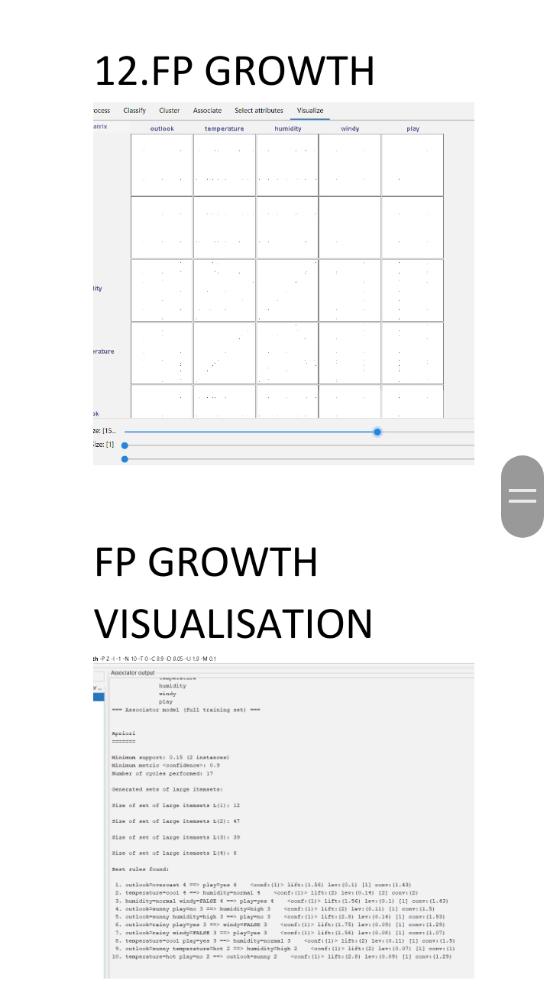 12.FP GROWTH
ocess Classify Cluster Associate Select attributes Visualize
atrix outlook temperature humidity windy play
ity
erature
ok
ze: [15...
Size: [1]
FP GROWTH
VISUALISATION
th -P 2 -I -1 -N 10 -T 0 -C 0.9 -D 0.05 -U 1.0 -M 0.1
Associator output
temperature
humidity
windy
play
=== Associator model (full training set) ===
Apriori
=======
Minimum support: 0.15 (2 instances)
Minimum metric <confidence>: 0.9
Number of cycles performed: 17
Generated sets of large itemsets:
Size of set of large itemsets L(1): 12
Size of set of large itemsets L(2): 47
Size of set of large itemsets L(3): 39
Size of set of large itemsets L(4): 6
Best rules found:
1. outlook=overcast 4 ==> play=yes 4 <conf:(1)> lift:(1.56) lev:(0.1) [1] conv:(1.43)
2. temperature=cool 4 ==> humidity=normal 4 <conf:(1)> lift:(2) lev:(0.14) [2] conv:(2)
3. humidity=normal windy=FALSE 4 ==> play=yes 4 <conf:(1)> lift:(1.56) lev:(0.1) [1] conv:(1.43)
4. outlook=sunny play=no 3 ==> humidity=high 3 <conf:(1)> lift:(2) lev:(0.11) [1] conv:(1.5)
5. outlook=sunny humidity=high 3 ==> play=no 3 <conf:(1)> lift:(2.8) lev:(0.14) [1] conv:(1.93)
6. outlook=rainy play=yes 3 ==> windy=FALSE 3 <conf:(1)> lift:(1.75) lev:(0.09) [1] conv:(1.29)
7. outlook=rainy windy=FALSE 3 ==> play=yes 3 <conf:(1)> lift:(1.56) lev:(0.08) [1] conv:(1.07)
8. temperature=cool play=yes 3 ==> humidity=normal 3 <conf:(1)> lift:(2) lev:(0.11) [1] conv:(1.5)
9. outlook=sunny temperature=hot 2 ==> humidity=high 2 <conf:(1)> lift:(2) lev:(0.07) [1] conv:(1)
10. temperature=hot play=no 2 ==> outlook=sunny 2 <conf:(1)> lift:(2.8) lev:(0.09) [1] conv:(1.29)